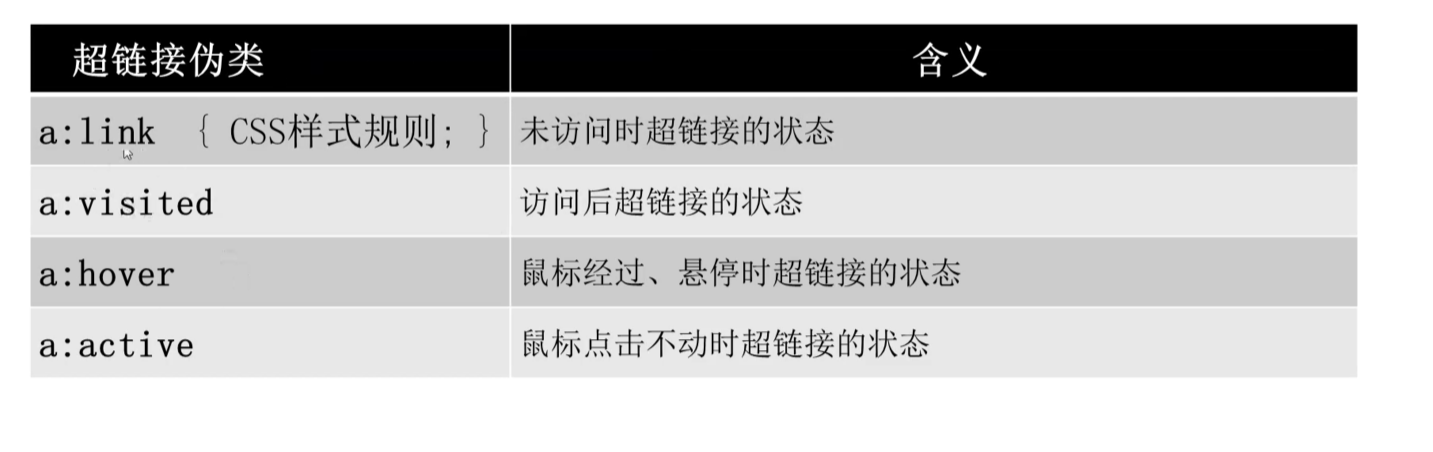 超链接伪类 含义
a:link { CSS样式规则; } 未访问时超链接的状态
a:visited 访问后超链接的状态
a:hover 鼠标经过、悬停时超链接的状态
a:active 鼠标点击不动时超链接的状态